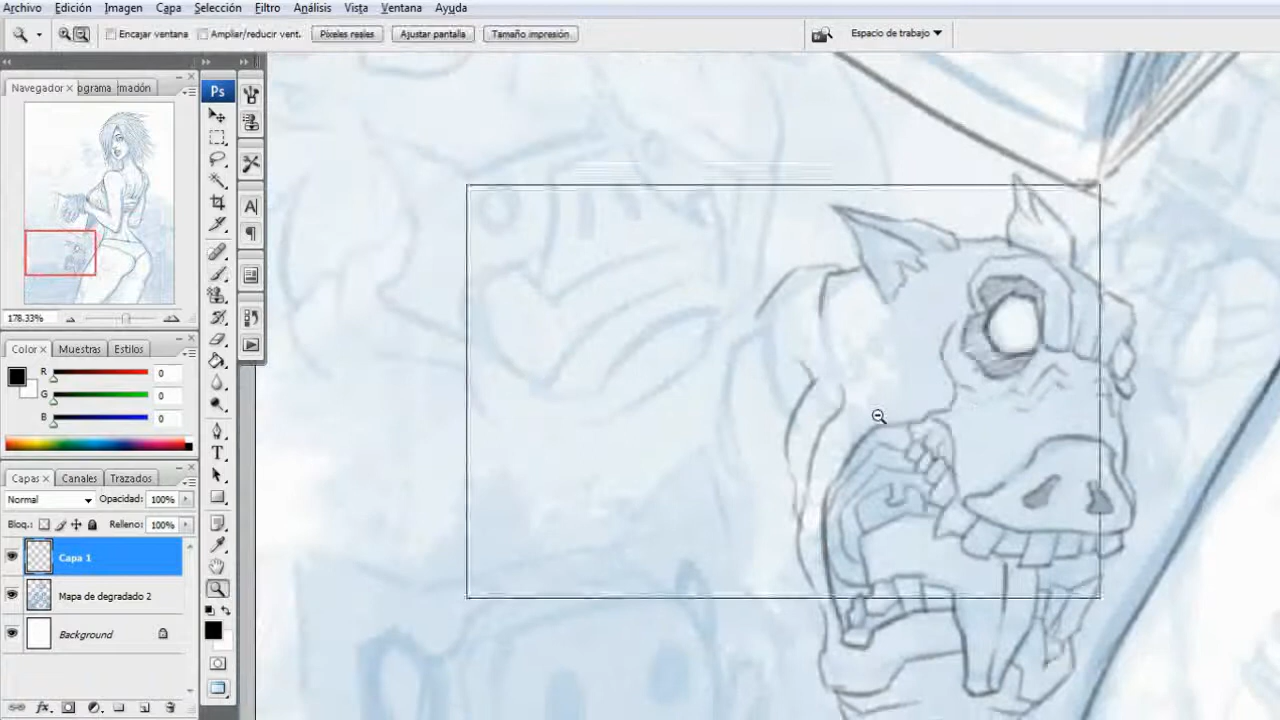 Archivo Edición Imagen Capa Selección Filtro Análisis Vista Ventana Ayuda
Encajar ventana Ampliar/reducir vent. Píxeles reales Ajustar pantalla Tamaño impresión Espacio de trabajo
Navegador ograma madón
Ps
178.33%
Color Muestras Estilos
R 0
G 0
B 0
Capas Canales Trazados
Normal Opacidad: 100%
Bloq.: Relleno: 100%
Capa 1
Mapa de degradado 2
Background